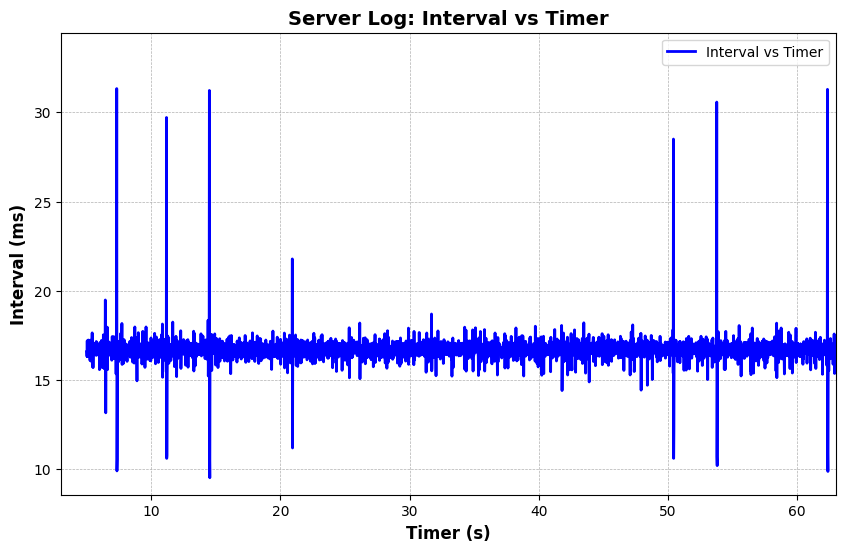 Server Log: Interval vs Timer
Interval vs Timer
30
25
20
15
10
Interval (ms)
10 20 30 40 50 60
Timer (s)